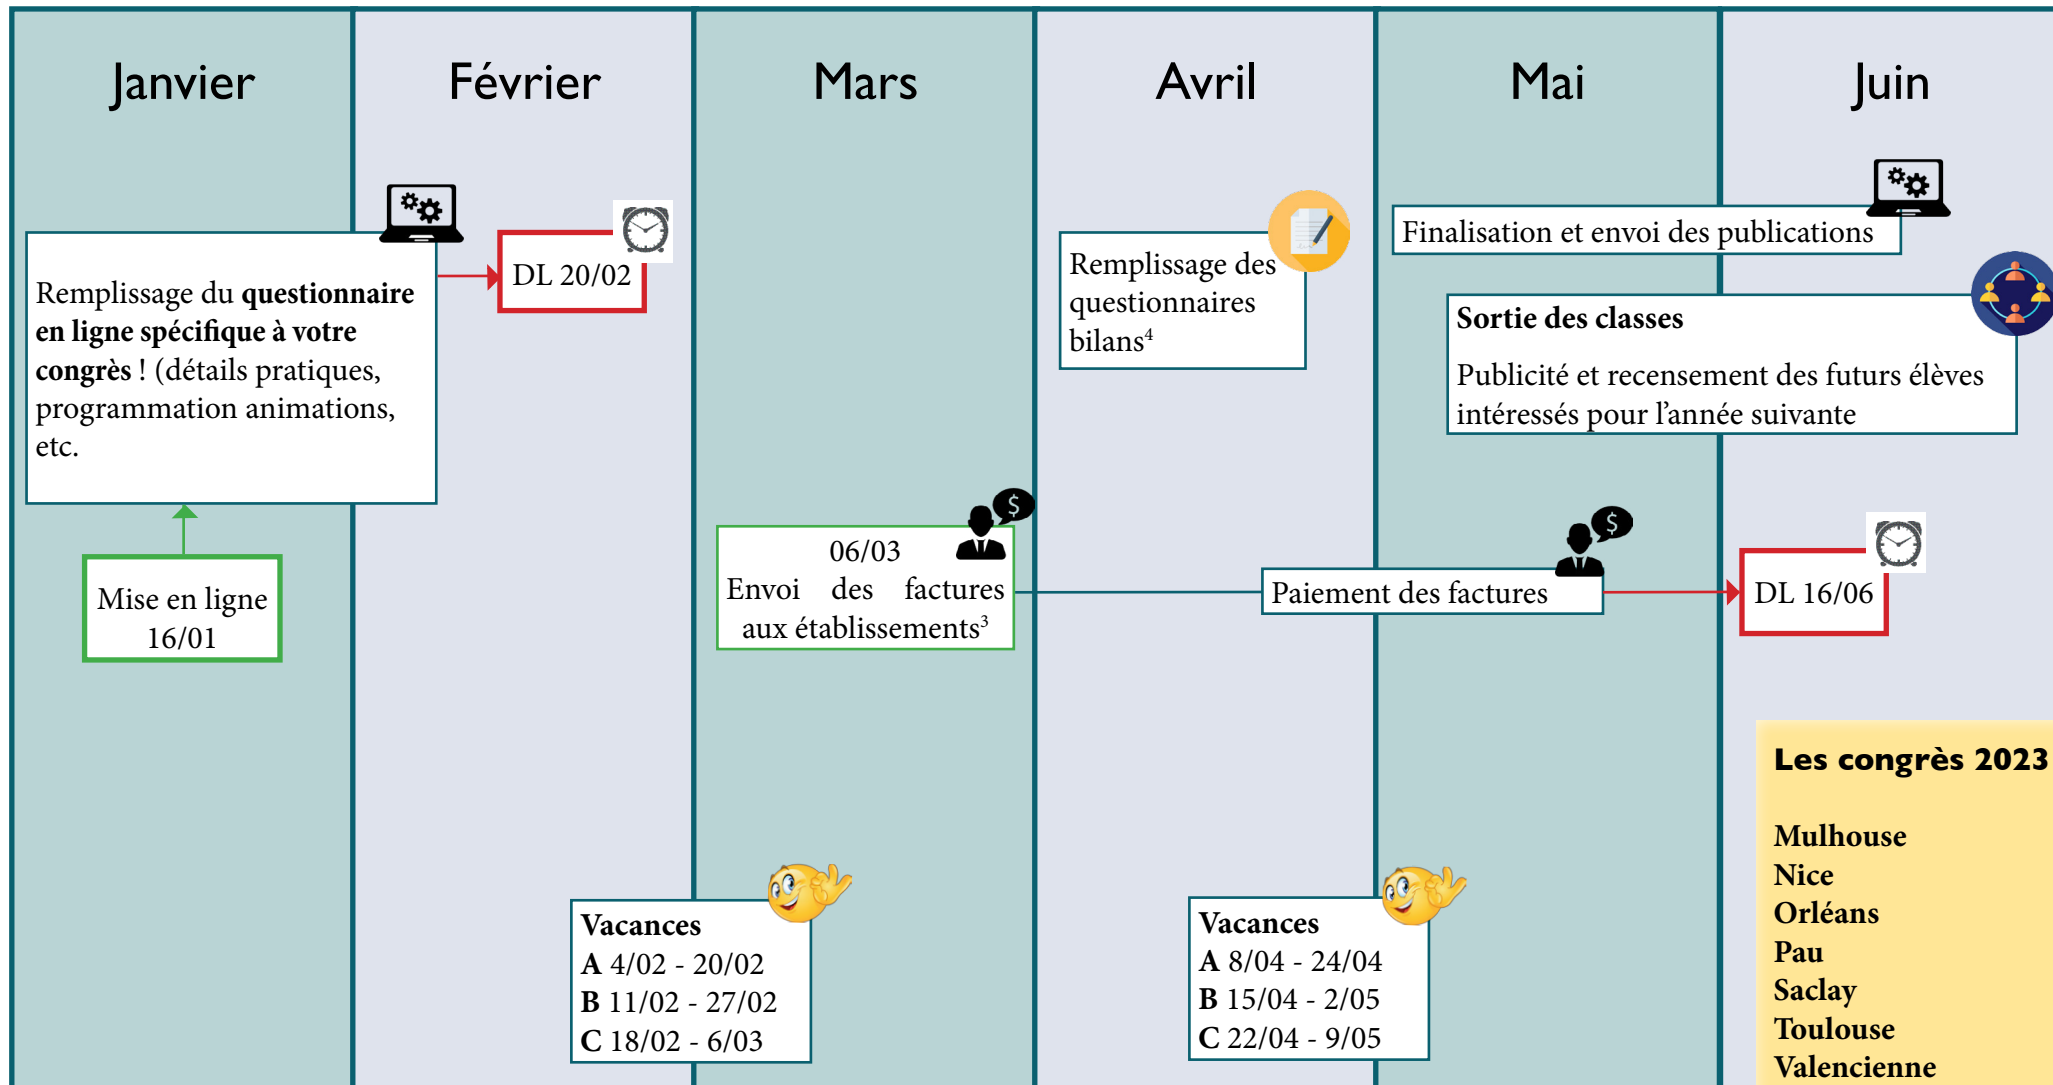 Janvier
Février
Mars
Avril
Mai
Juin
Remplissage du questionnaire
en ligne spécifique à votre
congrès ! (détails pratiques,
programmation animations,
etc.
DL 20/02
Mise en ligne
16/01
06/03
Envoi des factures
aux établissements³
Remplissage des
questionnaires
bilans⁴
Finalisation et envoi des publications
Sortie des classes
Publicité et recensement des futurs élèves
intéressés pour l'année suivante
$
Paiement des factures
$
DL 16/06
Vacances
A 4/02 - 20/02
B 11/02 - 27/02
C 18/02 - 6/03
Vacances
A 8/04 - 24/04
B 15/04 - 2/05
C 22/04 - 9/05
Les congrès 2023
Mulhouse
Nice
Orléans
Pau
Saclay
Toulouse
Valencienne